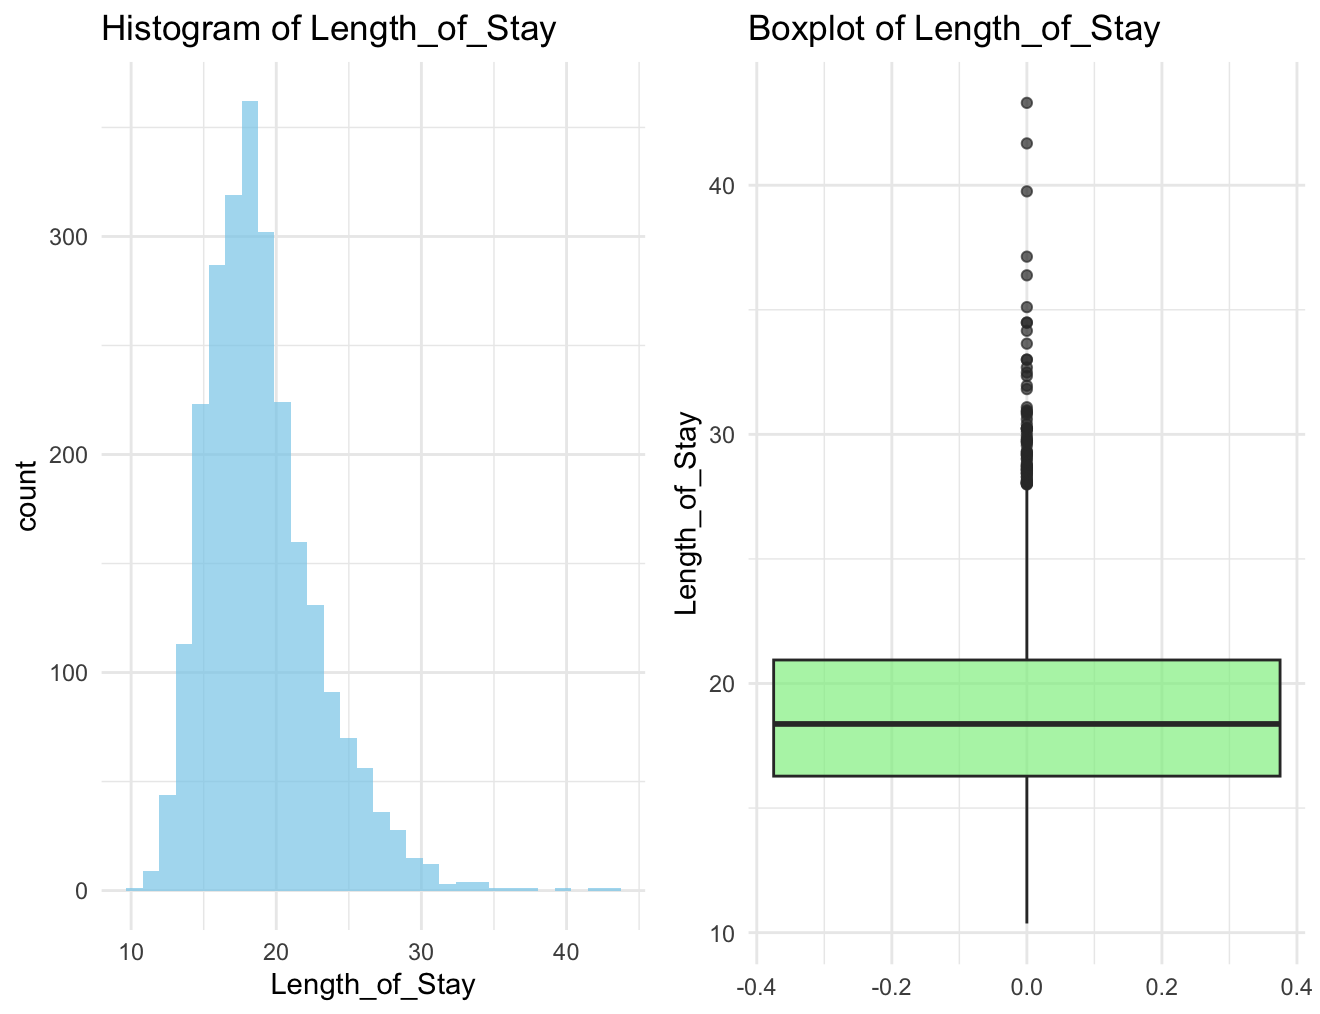 Histogram of Length_of_Stay
count
300
200
100
0
10 20 30 40
Length_of_Stay
Boxplot of Length_of_Stay
Length_of_Stay
40
30
20
10
-0.4 -0.2 0.0 0.2 0.4